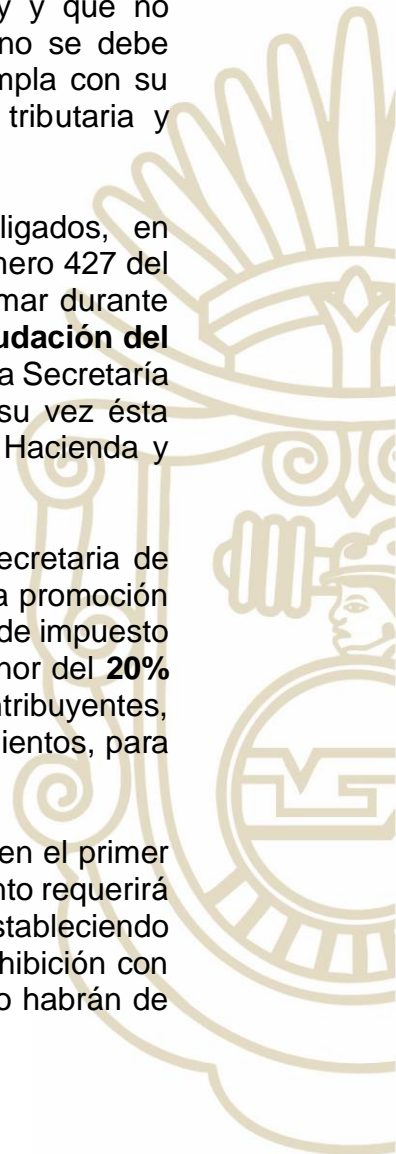 y y que no
no se debe
mpla con su
tributaria y
ligados, en
nero 427 del
mar durante
udación del
a Secretaría
su vez ésta
Hacienda y
ecretaria de
a promoción
de impuesto
nor del 20%
ntribuyentes,
ientos, para
en el primer
nto requerirá
stableciendo
hibición con
o habrán de